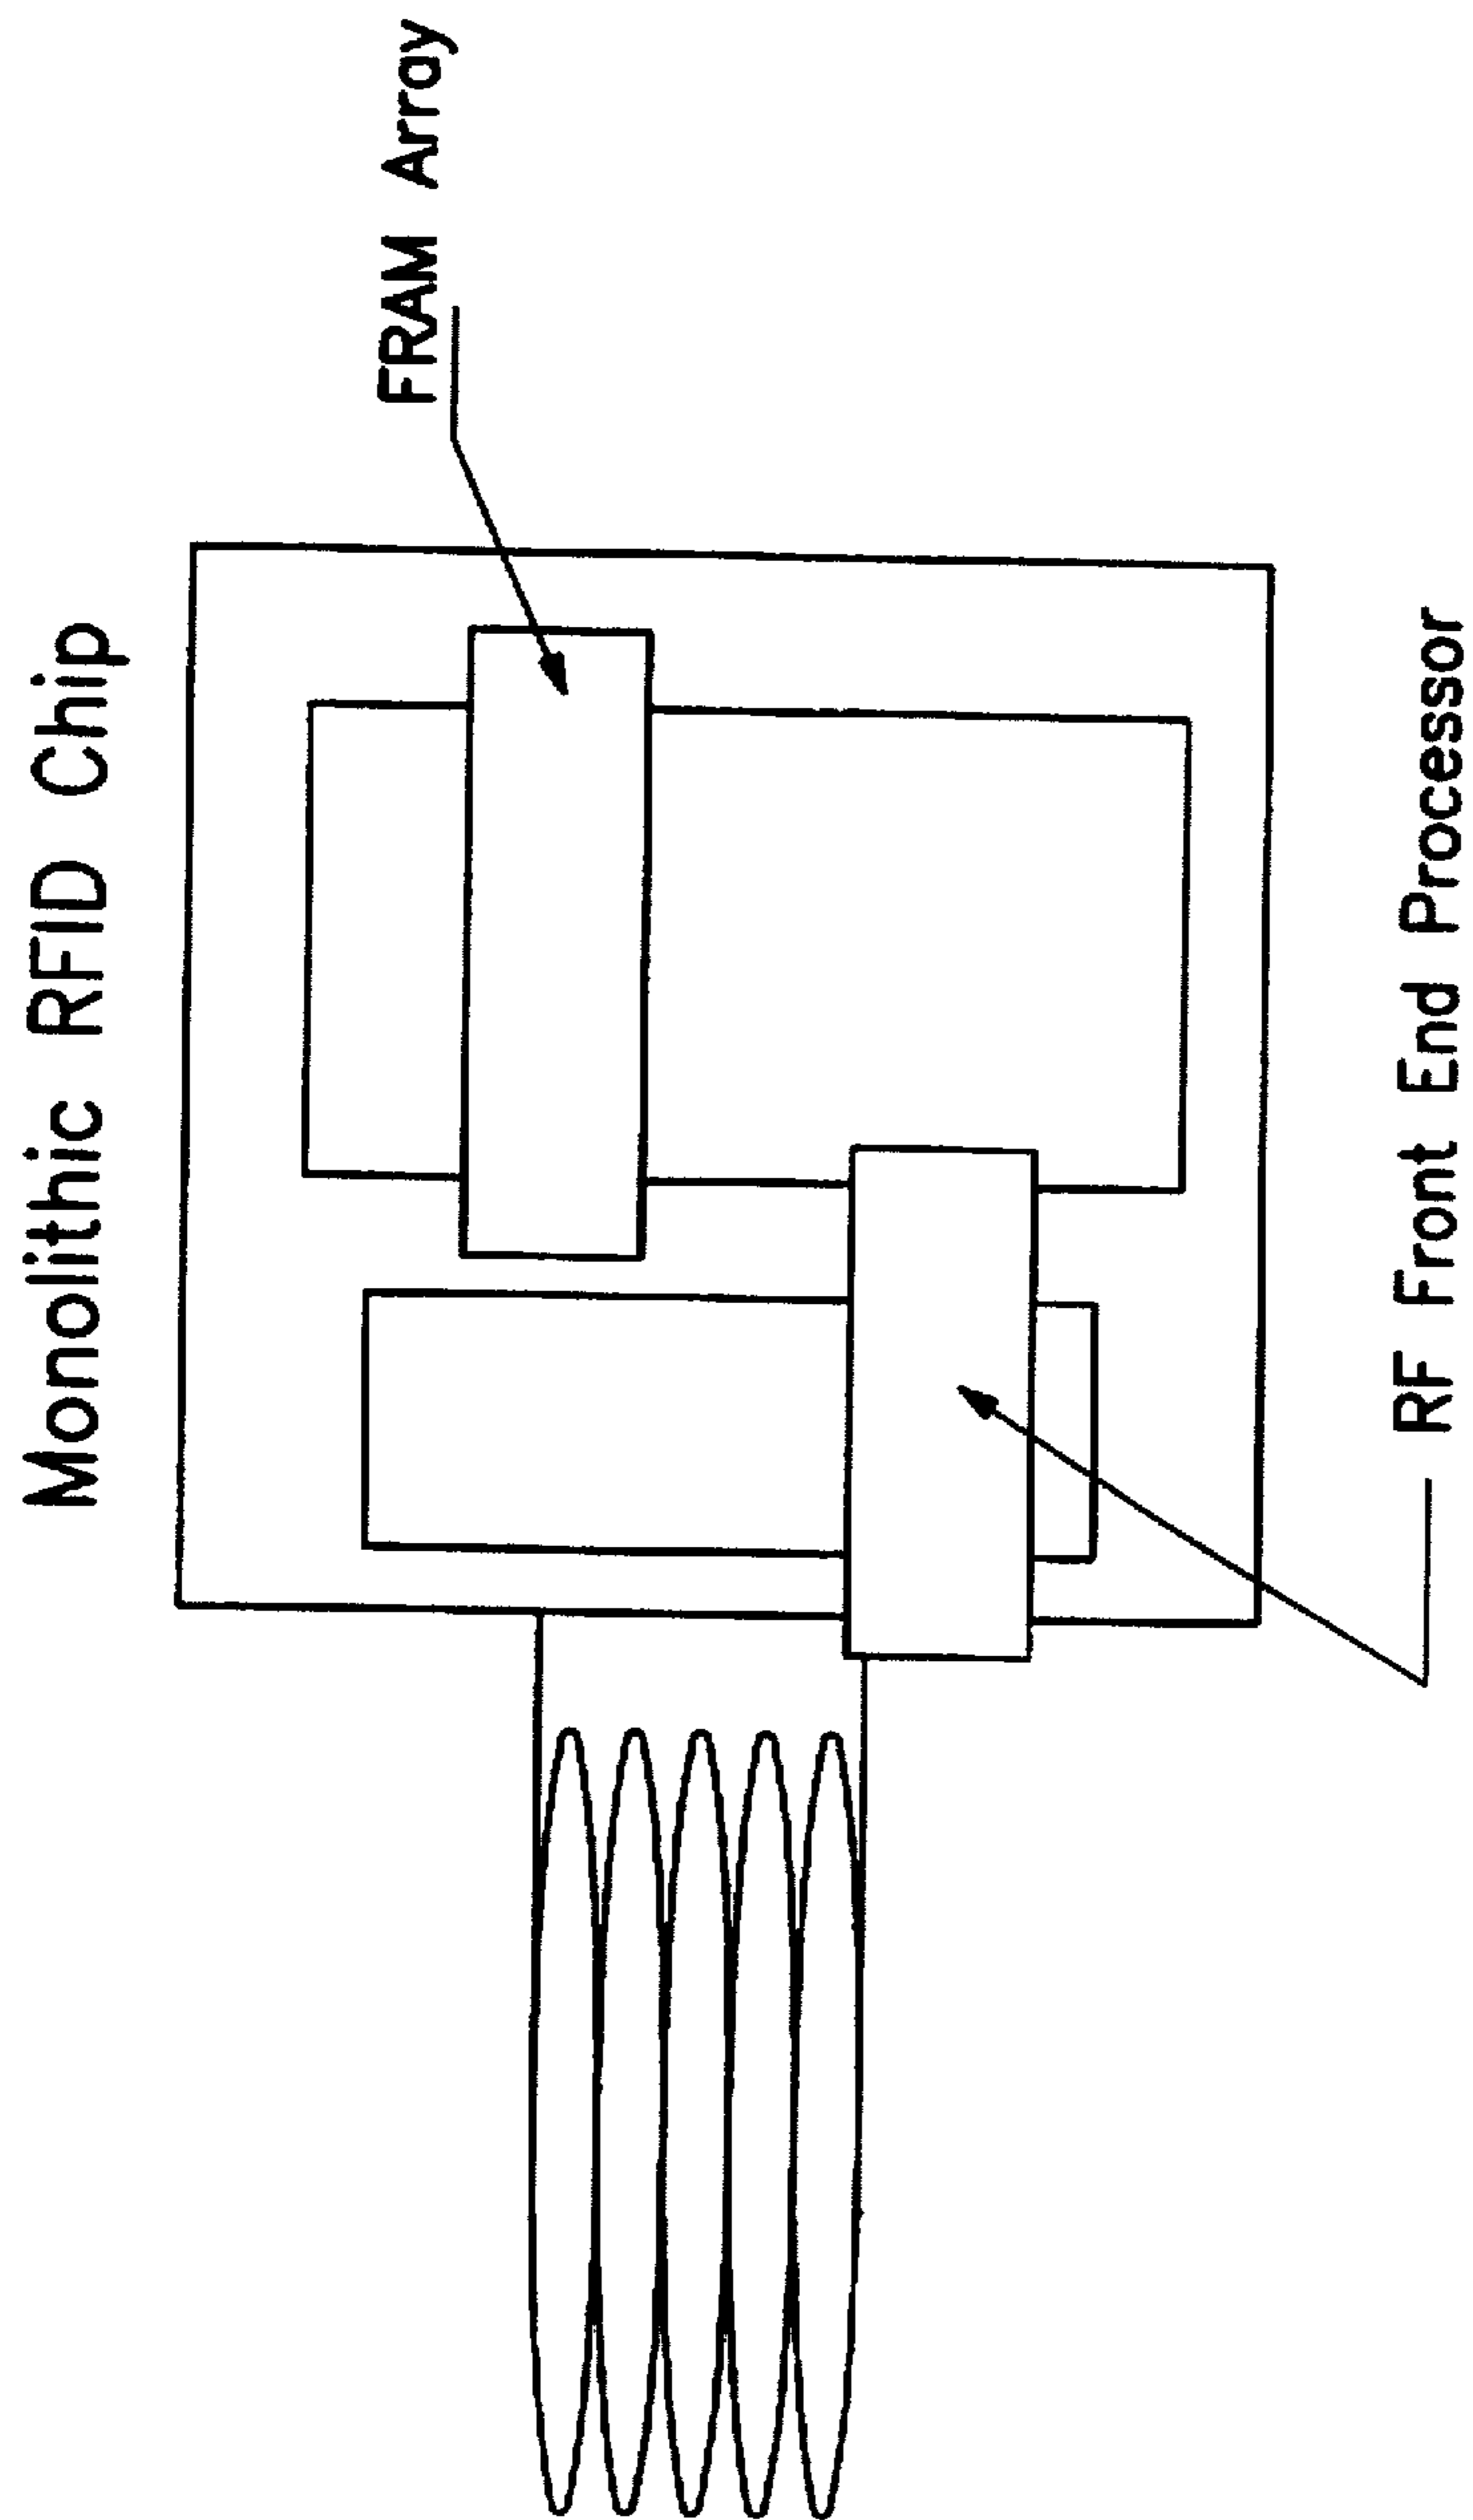 Monolithic RFID Chip
FRAM Array
RF Front End Processor